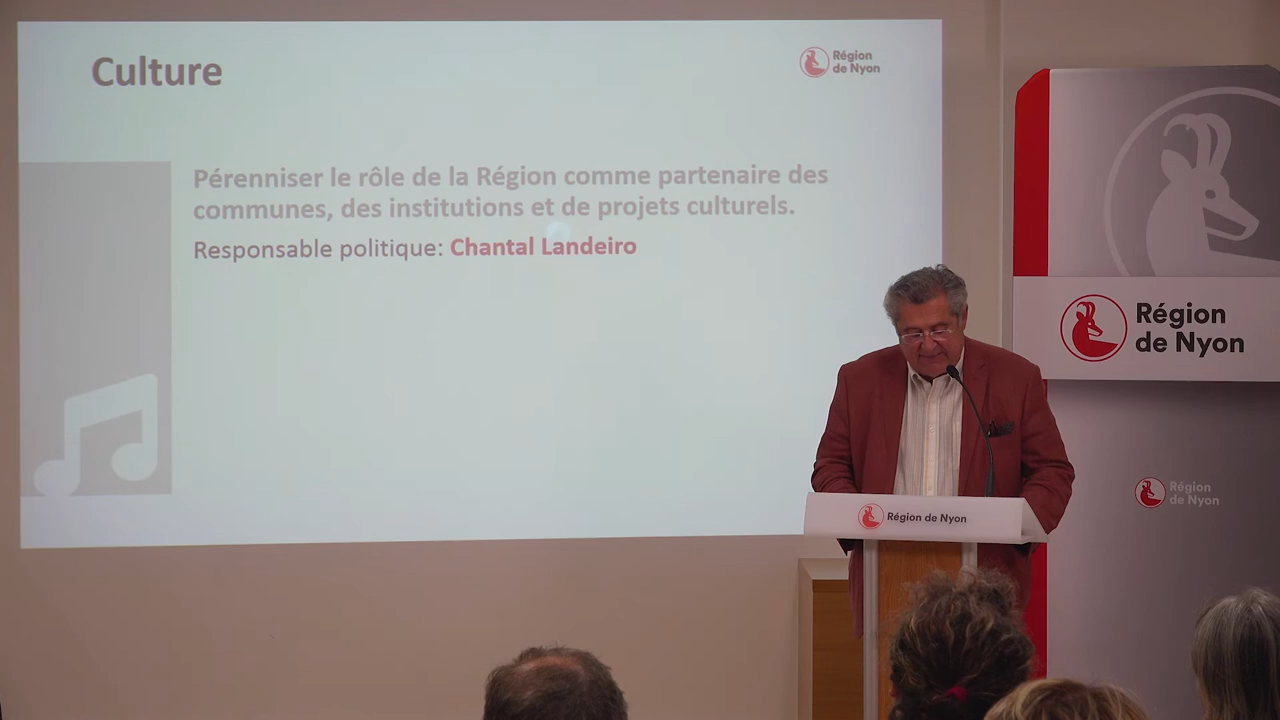 Culture
Région
de Nyon
Pérenniser le rôle de la Région comme partenaire des
communes, des institutions et de projets culturels.
Responsable politique: Chantal Landeiro
Région
de Nyon
Région
de Nyon
Région de Nyon